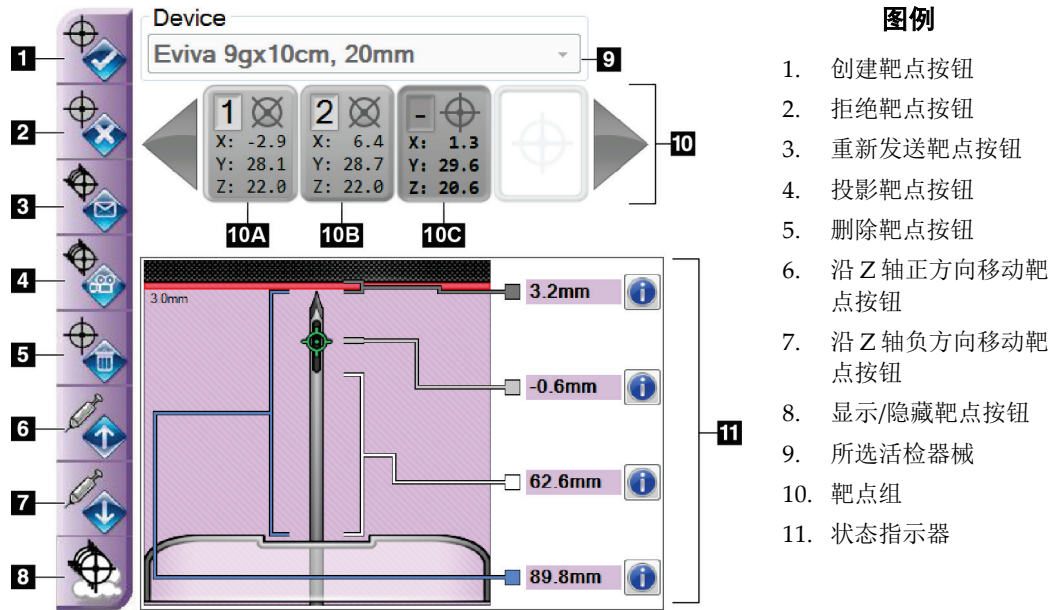 Device
Eviva 9gx10cm, 20mm
1
2
3
4
5
6
7
8
9
1
X: -2.9
Y: 28.1
Z: 22.0
2
X: 6.4
Y: 28.7
Z: 22.0
-
X: 1.3
Y: 29.6
Z: 20.6
10
10A
10B
10C
3.0mm
3.2mm
-0.6mm
62.6mm
89.8mm
11
图例
1. 创建靶点按钮
2. 拒绝靶点按钮
3. 重新发送靶点按钮
4. 投影靶点按钮
5. 删除靶点按钮
6. 沿 Z 轴正方向移动靶
点按钮
7. 沿 Z 轴负方向移动靶
点按钮
8. 显示/隐藏靶点按钮
9. 所选活检器械
10. 靶点组
11. 状态指示器